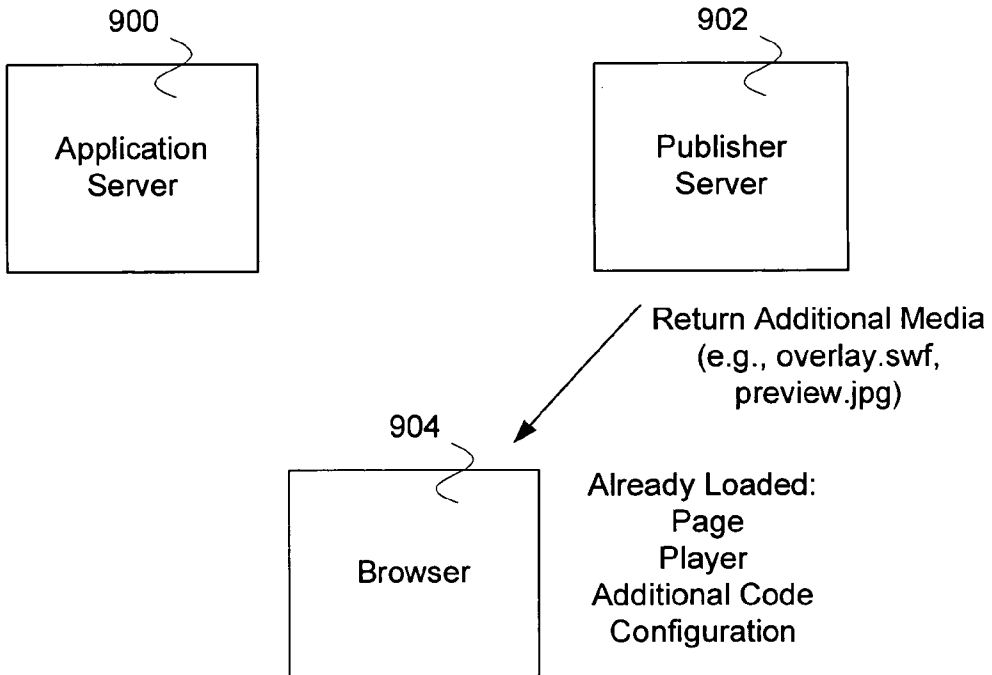 900
902
Application
Server
Publisher
Server
Return Additional Media
(e.g., overlay.swf,
preview.jpg)
904
Browser
Already Loaded:
Page
Player
Additional Code
Configuration